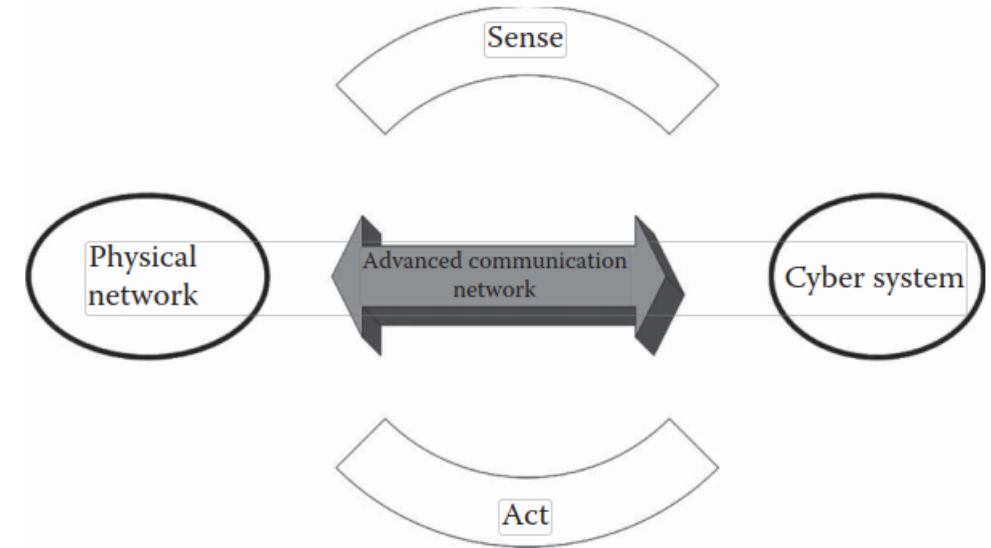 Sense
Physical
network
Advanced communication
network
Cyber system
Act